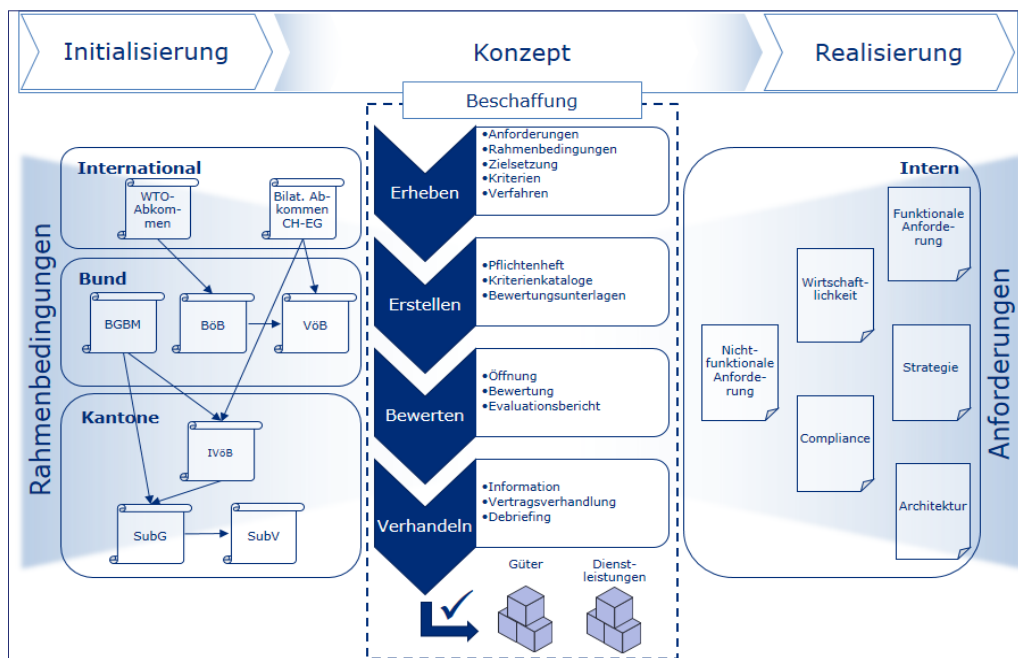 Initialisierung
Konzept
Realisierung
Beschaffung
Rahmenbedingungen
International
WTO-
Abkom-
men
Bilat. Ab-
kommen
CH-EG
Bund
BGBM
BöB
VöB
Kantone
IVöB
SubG
SubV
Erheben
•Anforderungen
•Rahmenbedingungen
•Zielsetzung
•Kriterien
•Verfahren
Erstellen
•Pflichtenheft
•Kriterienkataloge
•Bewertungsunterlagen
Bewerten
•Öffnung
•Bewertung
•Evaluationsbericht
Verhandeln
•Information
•Vertragsverhandlung
•Debriefing
Güter
Dienst-
leistungen
Intern
Funktionale
Anforde-
rung
Wirtschaft-
lichkeit
Nicht-
funktionale
Anforde-
rung
Strategie
Compliance
Architektur
Anforderungen